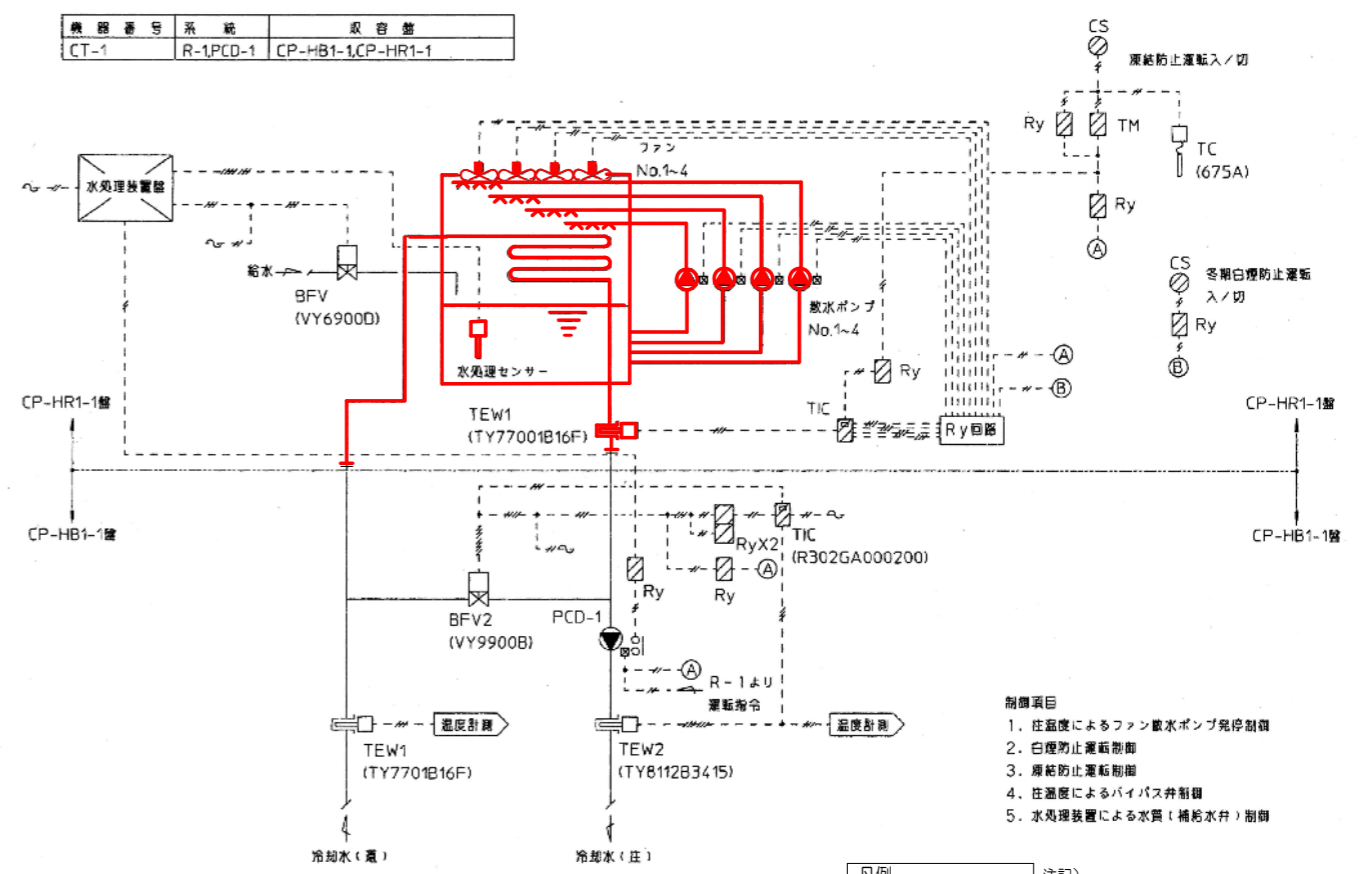 機器番号 系統 収容盤
CT-1 R-1,PCD-1 CP-HB1-1,CP-HR1-1
CS
凍結防止運転入/切
Ry
TM
TC
(675A)
Ry
A
ファン
No.1~4
水処理装置盤
給水
BFV
(VY6900D)
散水ポンプ
No.1~4
水処理センサー
CS
冬期白煙防止運転
入/切
Ry
B
Ry
A
B
TEW1
(TY77001B16F)
TIC
Ry回路
CP-HR1-1盤
CP-HR1-1盤
CP-HB1-1盤
CP-HB1-1盤
RyX2
TIC
(R302GA000200)
Ry
Ry
A
BFV2
(VY9900B)
PCD-1
A
R-1より
運転指令
温度計測
温度計測
TEW1
(TY7701B16F)
TEW2
(TY8112B3415)
冷却水(還)
冷却水(往)
制御項目
1. 往温度によるファン散水ポンプ発停制御
2. 白煙防止運転制御
3. 凍結防止運転制御
4. 往温度によるバイパス弁制御
5. 水処理装置による水質(補給水弁)制御